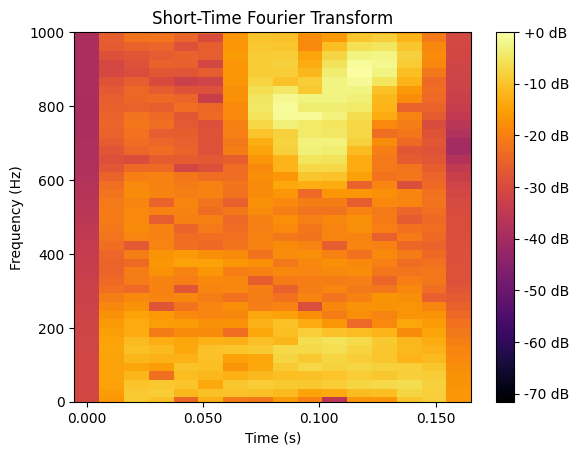 Short-Time Fourier Transform
1000
800
600
400
200
0
Frequency (Hz)
0.000
0.050
0.100
0.150
Time (s)
+0 dB
-10 dB
-20 dB
-30 dB
-40 dB
-50 dB
-60 dB
-70 dB